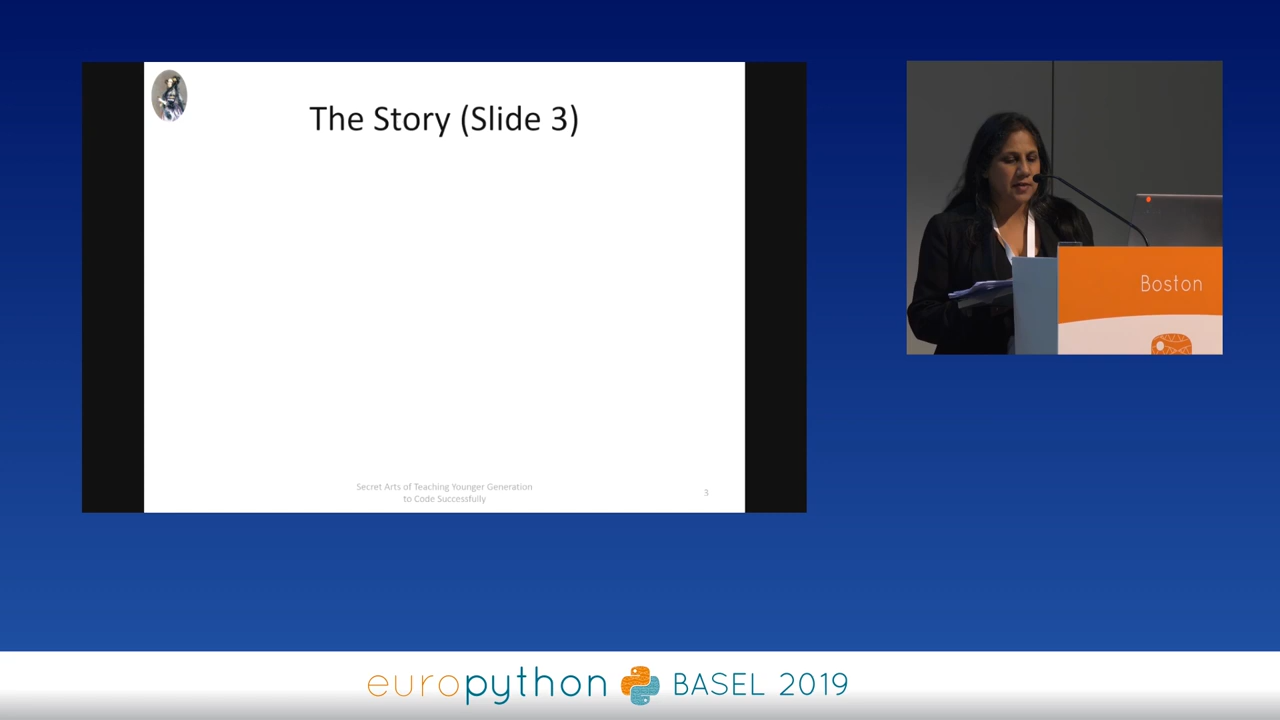 The Story (Slide 3)
Secret Arts of Teaching Younger Generation
to Code Successfully
3
Boston
europython BASEL 2019